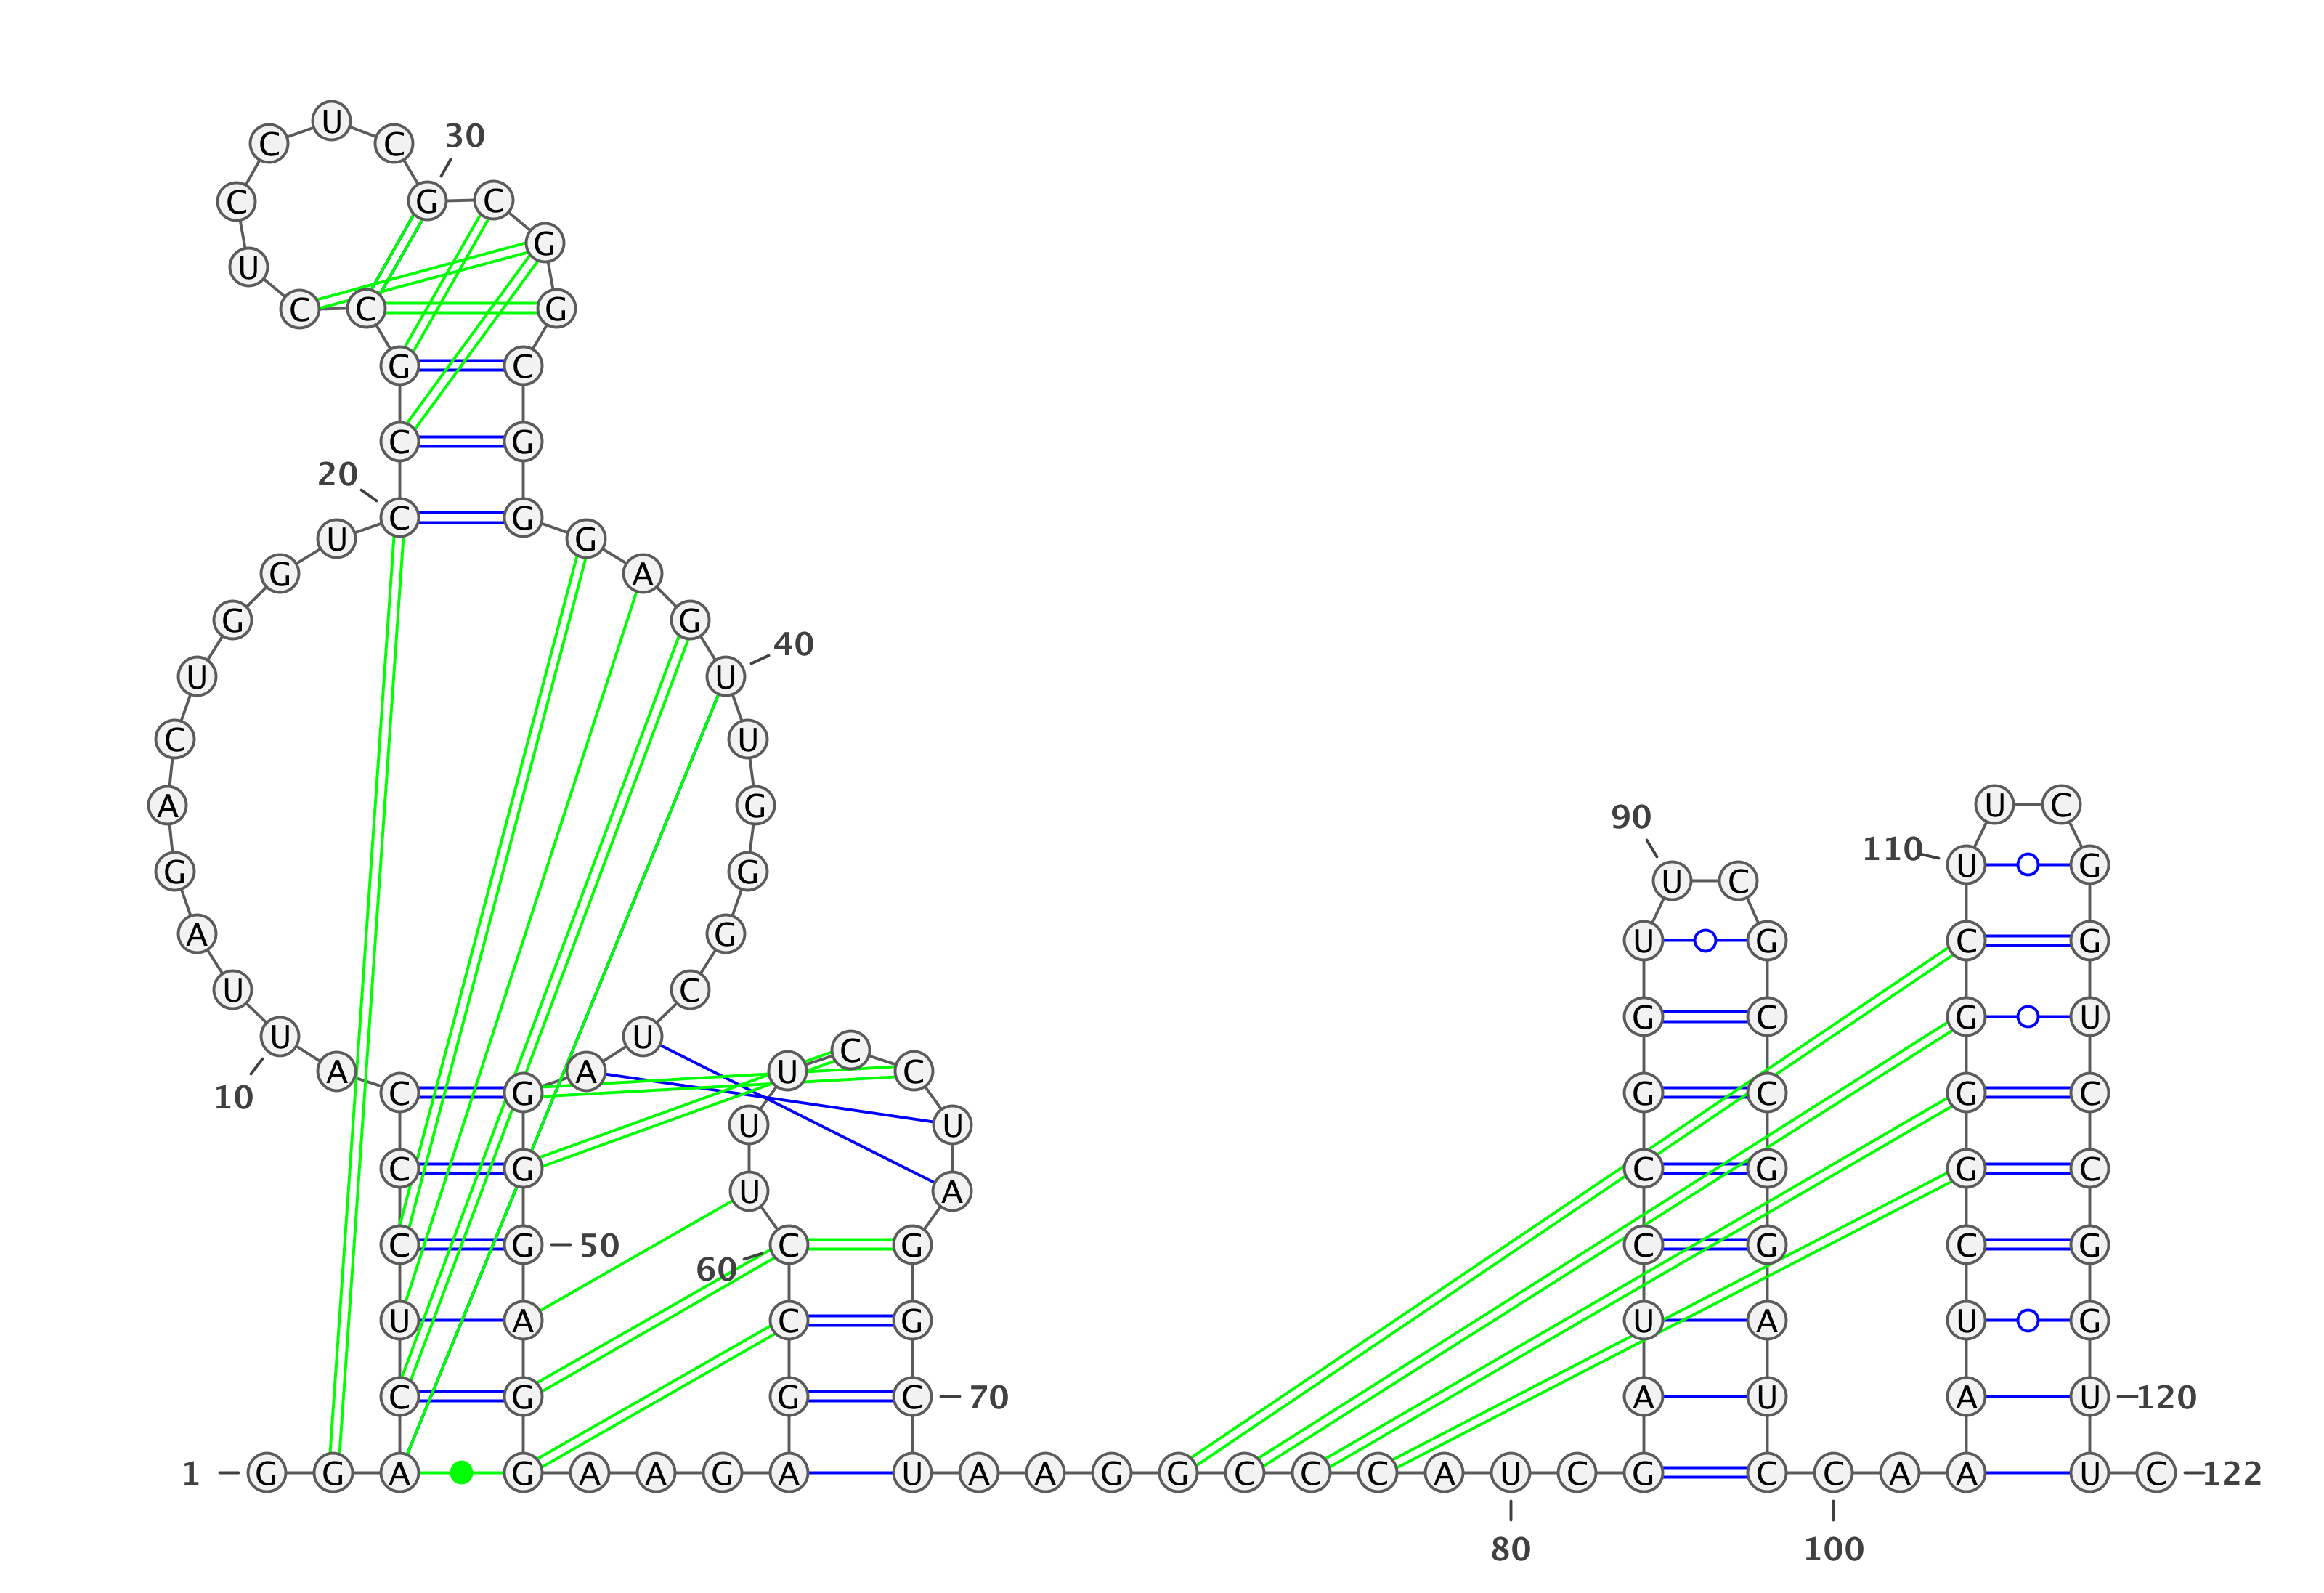 U
30
C C
C G C
G
U
C C G
G C
C G
20
C G
U G
G A
G G
40
U U
C U
A G U C
90
110
U G
G G
U C
A G
U G C G
U C
G C G U
U U
C
A A U C
C G G C G C
10
U U
C G C G G C
U A
C G 50 C G C G C G
60
U A C G U A U G
C G G C 70 A U A U 120
1 G G A G A A G A U A A G G C C C A U C G C C A A U C 122
80 100